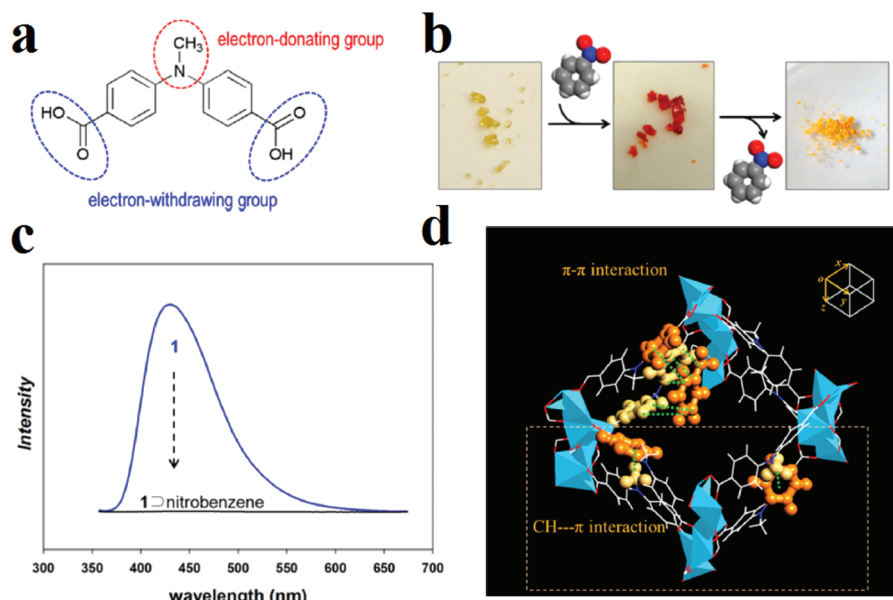 a
CH₃
N
electron-donating group
HO
O
O
OH
electron-withdrawing group
b
c
Intensity
1
1⊃nitrobenzene
300 350 400 450 500 550 600 650 700
wavelength (nm)
d
π-π interaction
x
o
y
z
CH---π interaction